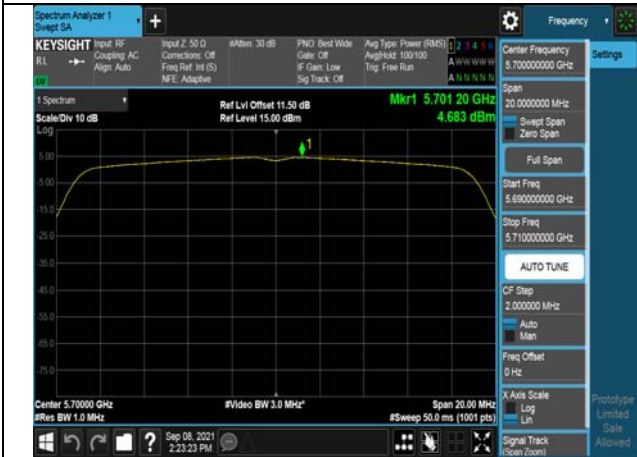 Spectrum Analyzer 1
Swept SA
Frequency
KEYSIGHT
RL
Input: RF
Coupling: AC
Align: Auto
Input Z: 50 Ω
Corrections: Off
Freq Ref: Int (S)
NFE: Adaptive
#Atten: 30 dB
PNO: Best Wide
Gate: Off
IF Gain: Low
Sig Track: Off
Avg Type: Power (RMS)
Avg|Hold: 100/100
Trig: Free Run
1 2 3 4 5 6
A W W W W W
A N N N N N
1 Spectrum
Scale/Div 10 dB
Log
Ref Lvl Offset 11.50 dB
Ref Level 15.00 dBm
Mkr1 5.701 20 GHz
4.683 dBm
1
5.00
-5.00
-15.0
-25.0
-35.0
-45.0
-55.0
-65.0
-75.0
Center 5.70000 GHz
#Res BW 1.0 MHz
#Video BW 3.0 MHz*
Span 20.00 MHz
#Sweep 50.0 ms (1001 pts)
Sep 08, 2021
2:23:23 PM
Center Frequency
5.700000000 GHz
Span
20.0000000 MHz
Swept Span
Zero Span
Full Span
Start Freq
5.690000000 GHz
Stop Freq
5.710000000 GHz
AUTO TUNE
CF Step
2.000000 MHz
Auto
Man
Freq Offset
0 Hz
X Axis Scale
Log
Lin
Signal Track
(Span Zoom)
Settings
Prototype
Limited
Sale
Allowed